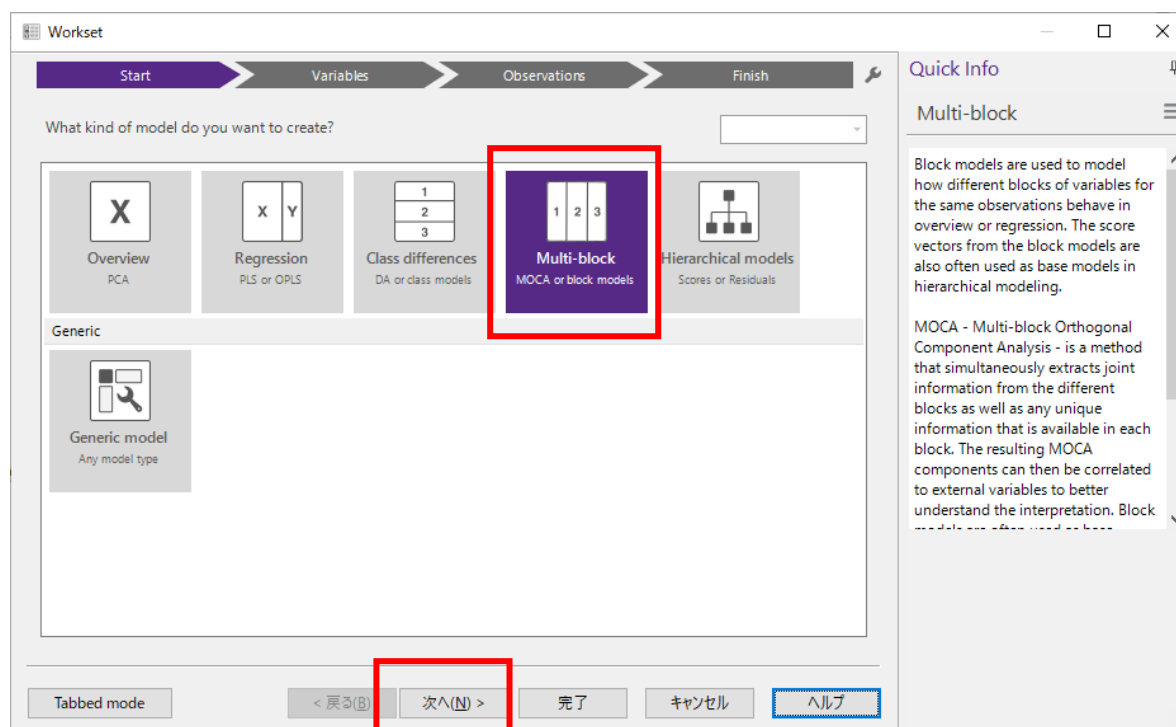 Workset
Start
Variables
Observations
Finish
What kind of model do you want to create?
X
Overview
PCA
X Y
Regression
PLS or OPLS
1
2
3
Class differences
DA or class models
1 2 3
Multi-block
MOCA or block models
Hierarchical models
Scores or Residuals
Generic
Generic model
Any model type
Tabbed mode
< 戻る(B)
次へ(N) >
完了
キャンセル
ヘルプ
Quick Info
Multi-block
Block models are used to model
how different blocks of variables for
the same observations behave in
overview or regression. The score
vectors from the block models are
also often used as base models in
hierarchical modeling.
MOCA - Multi-block Orthogonal
Component Analysis - is a method
that simultaneously extracts joint
information from the different
blocks as well as any unique
information that is available in each
block. The resulting MOCA
components can then be correlated
to external variables to better
understand the interpretation. Block
models are often used as base